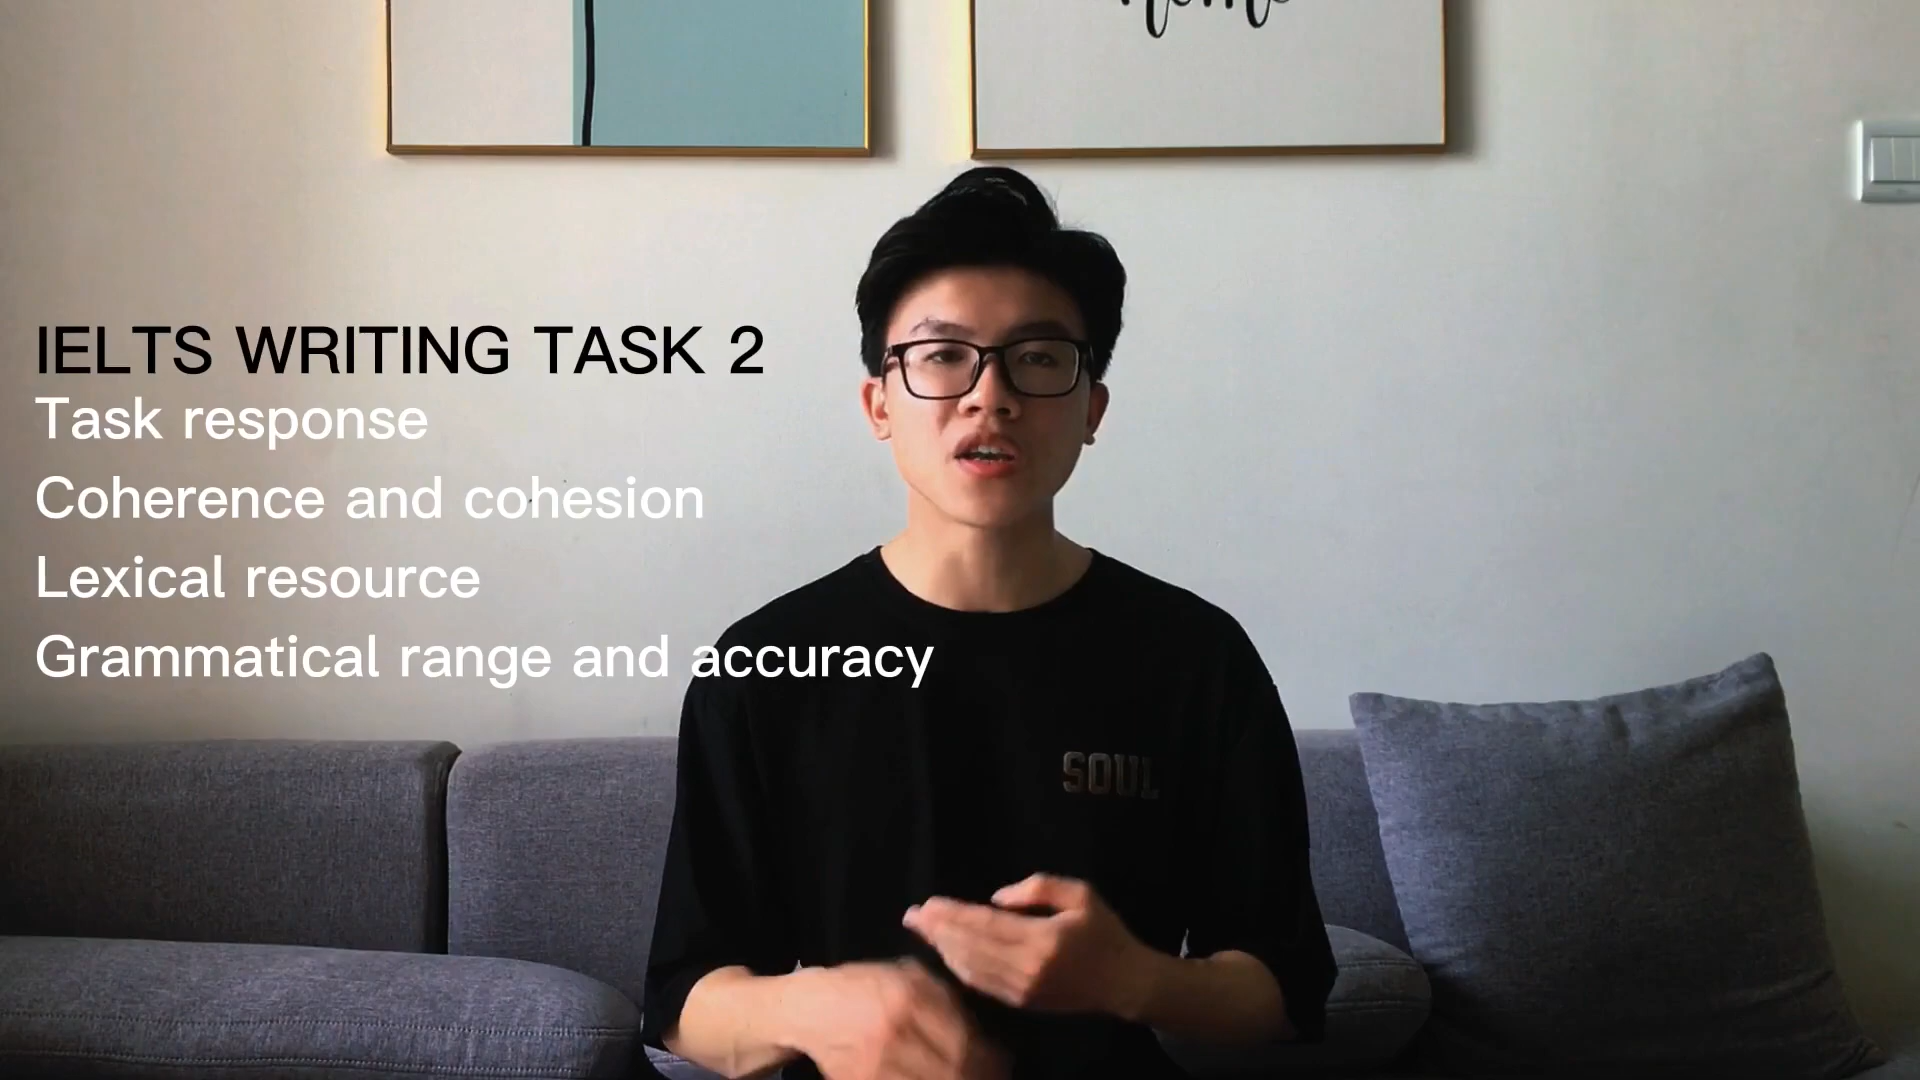 IELTS WRITING TASK 2
Task response
Coherence and cohesion
Lexical resource
Grammatical range and accuracy
SOUL